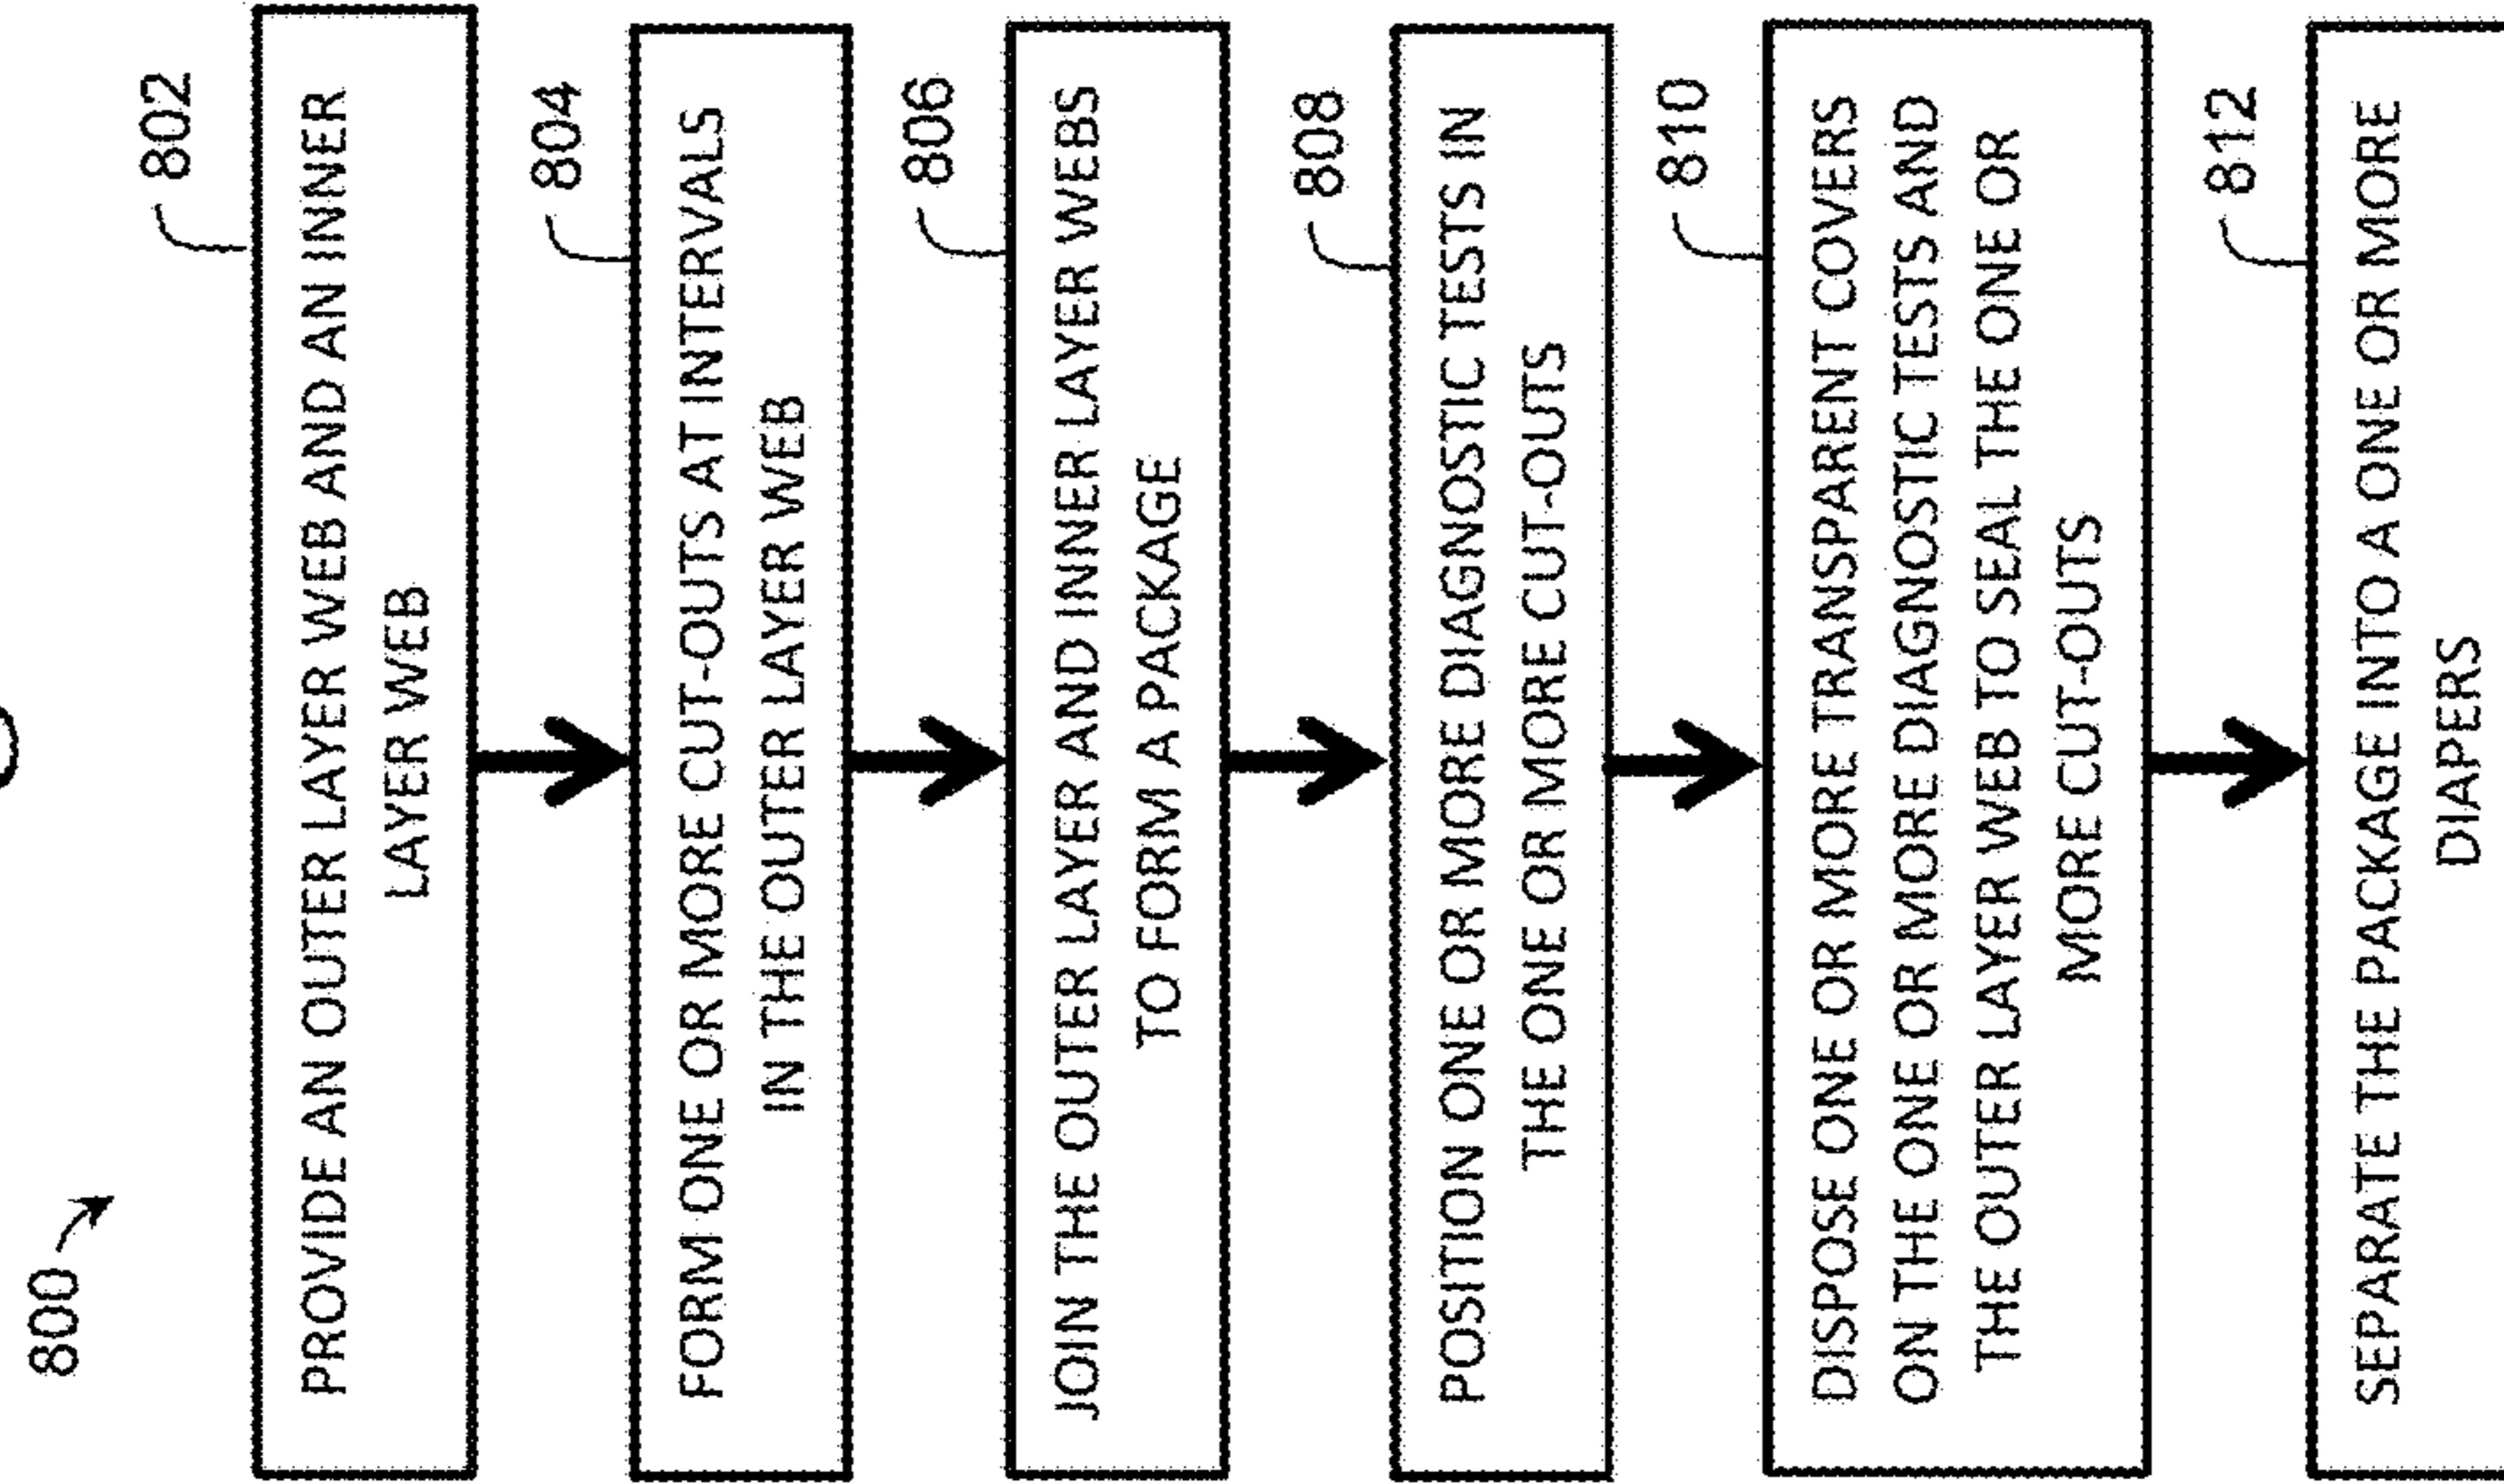 800
802
PROVIDE AN OUTER LAYER WEB AND AN INNER
LAYER WEB
804
FORM ONE OR MORE CUT-OUTS AT INTERVALS
IN THE OUTER LAYER WEB
806
JOIN THE OUTER LAYER AND INNER LAYER WEBS
TO FORM A PACKAGE
808
POSITION ONE OR MORE DIAGNOSTIC TESTS IN
THE ONE OR MORE CUT-OUTS
810
DISPOSE ONE OR MORE TRANSPARENT COVERS
ON THE ONE OR MORE DIAGNOSTIC TESTS AND
THE OUTER LAYER WEB TO SEAL THE ONE OR
MORE CUT-OUTS
812
SEPARATE THE PACKAGE INTO A ONE OR MORE
DIAPERS